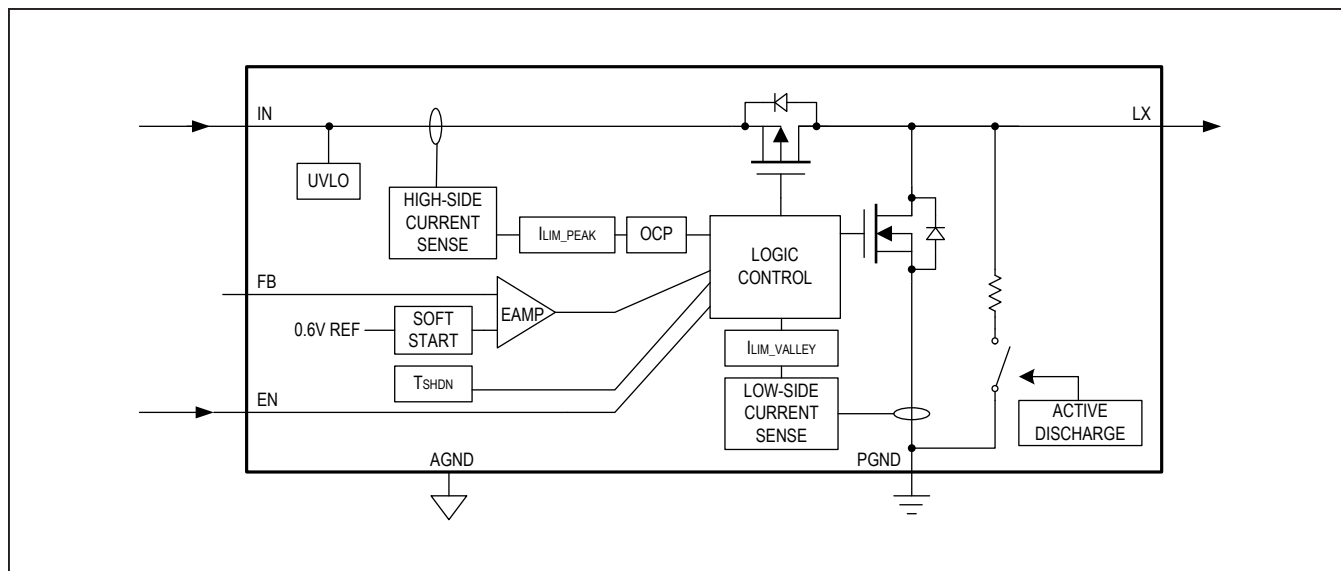 IN
LX
UVLO
HIGH-SIDE
CURRENT
SENSE
ILIM_PEAK
OCP
LOGIC
CONTROL
FB
EAMP
0.6V REF
SOFT
START
ILIM_VALLEY
TSHDN
LOW-SIDE
CURRENT
SENSE
EN
ACTIVE
DISCHARGE
AGND
PGND